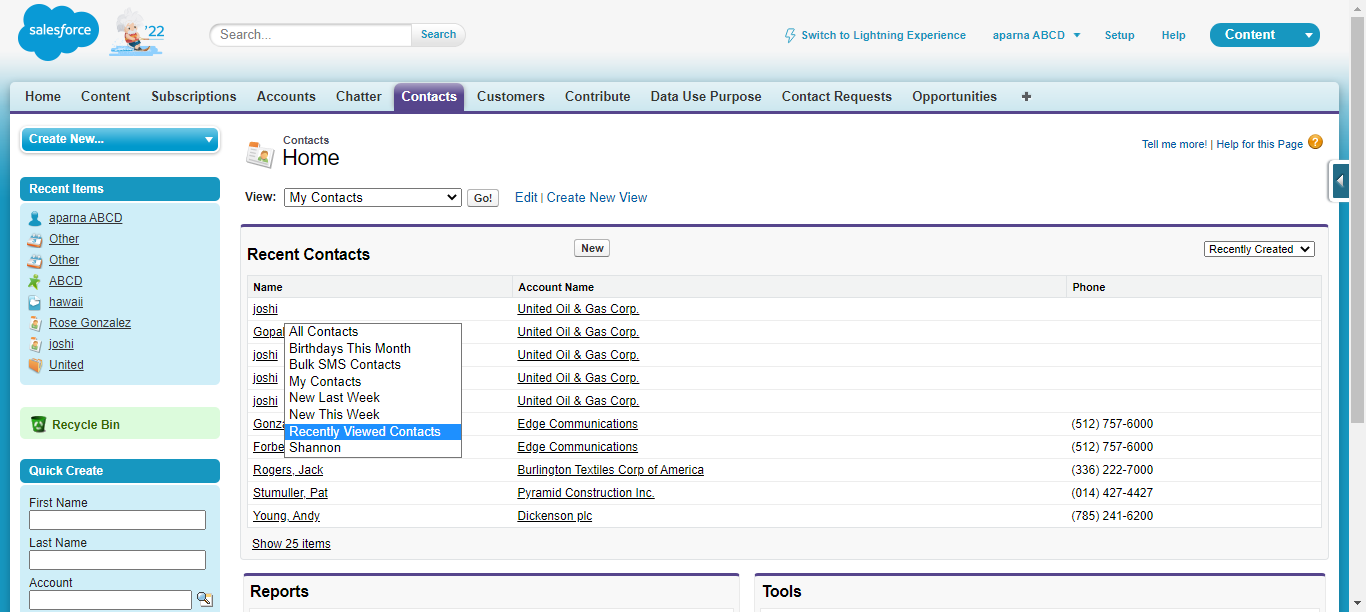 salesforce
'22
Search...
Search
Switch to Lightning Experience
aparna ABCD
Setup
Help
Content
Home Content Subscriptions Accounts Chatter Contacts Customers Contribute Data Use Purpose Contact Requests Opportunities +
Create New...
Recent Items
aparna ABCD
Other
Other
ABCD
hawaii
Rose Gonzalez
joshi
United
Recycle Bin
Quick Create
First Name
Last Name
Account
Contacts
Home
Tell me more! | Help for this Page ?
View: My Contacts Go! Edit | Create New View
Recent Contacts New Recently Created
Name Account Name Phone
joshi United Oil & Gas Corp.
Gopal United Oil & Gas Corp.
joshi United Oil & Gas Corp.
joshi United Oil & Gas Corp.
joshi United Oil & Gas Corp.
Edge Communications (512) 757-6000
Forbe Edge Communications (512) 757-6000
Rogers, Jack Burlington Textiles Corp of America (336) 222-7000
Stumuller, Pat Pyramid Construction Inc. (014) 427-4427
Young, Andy Dickenson plc (785) 241-6200
Show 25 items
All Contacts
Birthdays This Month
Bulk SMS Contacts
My Contacts
New Last Week
New This Week
Recently Viewed Contacts
Shannon
Reports
Tools